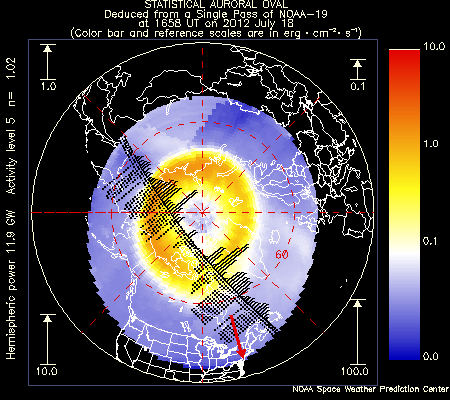 STATISTICAL AURORAL OVAL
Deduced from a Single Pass of NOAA-19
at 1658 UT on 2012 July 18
(Color bar and reference scales are in erg · cm⁻² · s⁻¹)
Hemispheric power 11.9 GW Activity level 5 n= 1.02
1.0
0.1
10.0
100.0
60
10.0
1.0
0.1
0.0
NOAA Space Weather Prediction Center